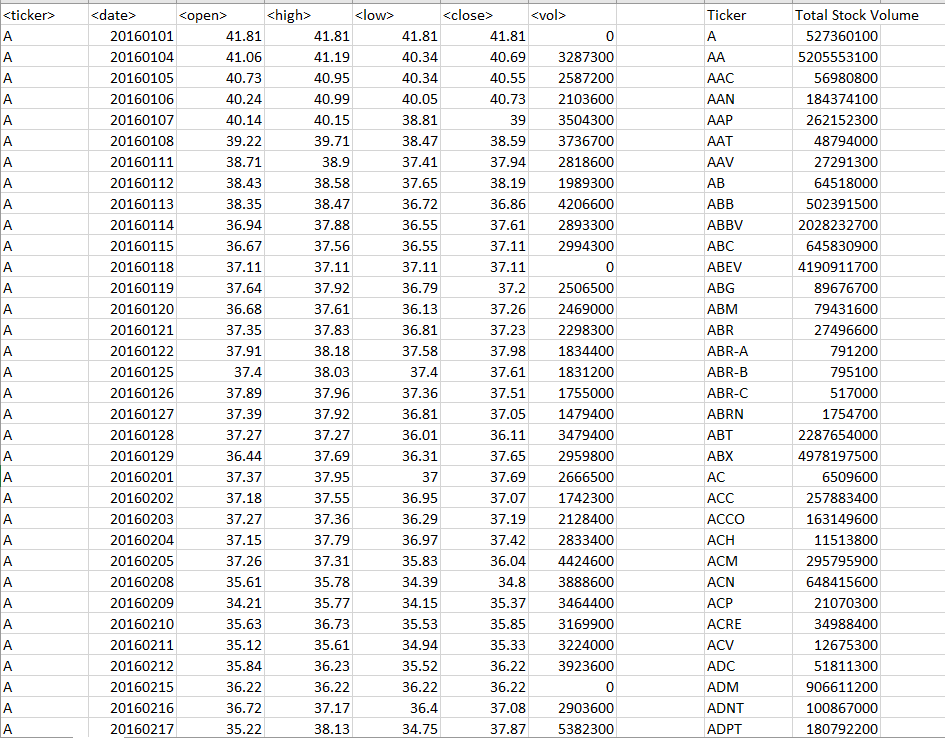 <ticker> <date> <open> <high> <low> <close> <vol> Ticker Total Stock Volume
A 20160101 41.81 41.81 41.81 41.81 0 A 527360100
A 20160104 41.06 41.19 40.34 40.69 3287300 AA 5205553100
A 20160105 40.73 40.95 40.34 40.55 2587200 AAC 56980800
A 20160106 40.24 40.99 40.05 40.73 2103600 AAN 184374100
A 20160107 40.14 40.15 38.81 39 3504300 AAP 262152300
A 20160108 39.22 39.71 38.47 38.59 3736700 AAT 48794000
A 20160111 38.71 38.9 37.41 37.94 2818600 AAV 27291300
A 20160112 38.43 38.58 37.65 38.19 1989300 AB 64518000
A 20160113 38.35 38.47 36.72 36.86 4206600 ABB 502391500
A 20160114 36.94 37.88 36.55 37.61 2893300 ABBV 2028232700
A 20160115 36.67 37.56 36.55 37.11 2994300 ABC 645830900
A 20160118 37.11 37.11 37.11 37.11 0 ABEV 4190911700
A 20160119 37.64 37.92 36.79 37.2 2506500 ABG 89676700
A 20160120 36.68 37.61 36.13 37.26 2469000 ABM 79431600
A 20160121 37.35 37.83 36.81 37.23 2298300 ABR 27496600
A 20160122 37.91 38.18 37.58 37.98 1834400 ABR-A 791200
A 20160125 37.4 38.03 37.4 37.61 1831200 ABR-B 795100
A 20160126 37.89 37.96 37.36 37.51 1755000 ABR-C 517000
A 20160127 37.39 37.92 36.81 37.05 1479400 ABRN 1754700
A 20160128 37.27 37.27 36.01 36.11 3479400 ABT 2287654000
A 20160129 36.44 37.69 36.31 37.65 2959800 ABX 4978197500
A 20160201 37.37 37.95 37 37.69 2666500 AC 6509600
A 20160202 37.18 37.55 36.95 37.07 1742300 ACC 257883400
A 20160203 37.27 37.36 36.29 37.19 2128400 ACCO 163149600
A 20160204 37.15 37.79 36.97 37.42 2833400 ACH 11513800
A 20160205 37.26 37.31 35.83 36.04 4424600 ACM 295795900
A 20160208 35.61 35.78 34.39 34.8 3888600 ACN 648415600
A 20160209 34.21 35.77 34.15 35.37 3464400 ACP 21070300
A 20160210 35.63 36.73 35.53 35.85 3169900 ACRE 34988400
A 20160211 35.12 35.61 34.94 35.33 3224000 ACV 12675300
A 20160212 35.84 36.23 35.52 36.22 3923600 ADC 51811300
A 20160215 36.22 36.22 36.22 36.22 0 ADM 906611200
A 20160216 36.72 37.17 36.4 37.08 2903600 ADNT 100867000
A 20160217 35.22 38.13 34.75 37.87 5382300 ADPT 180792200